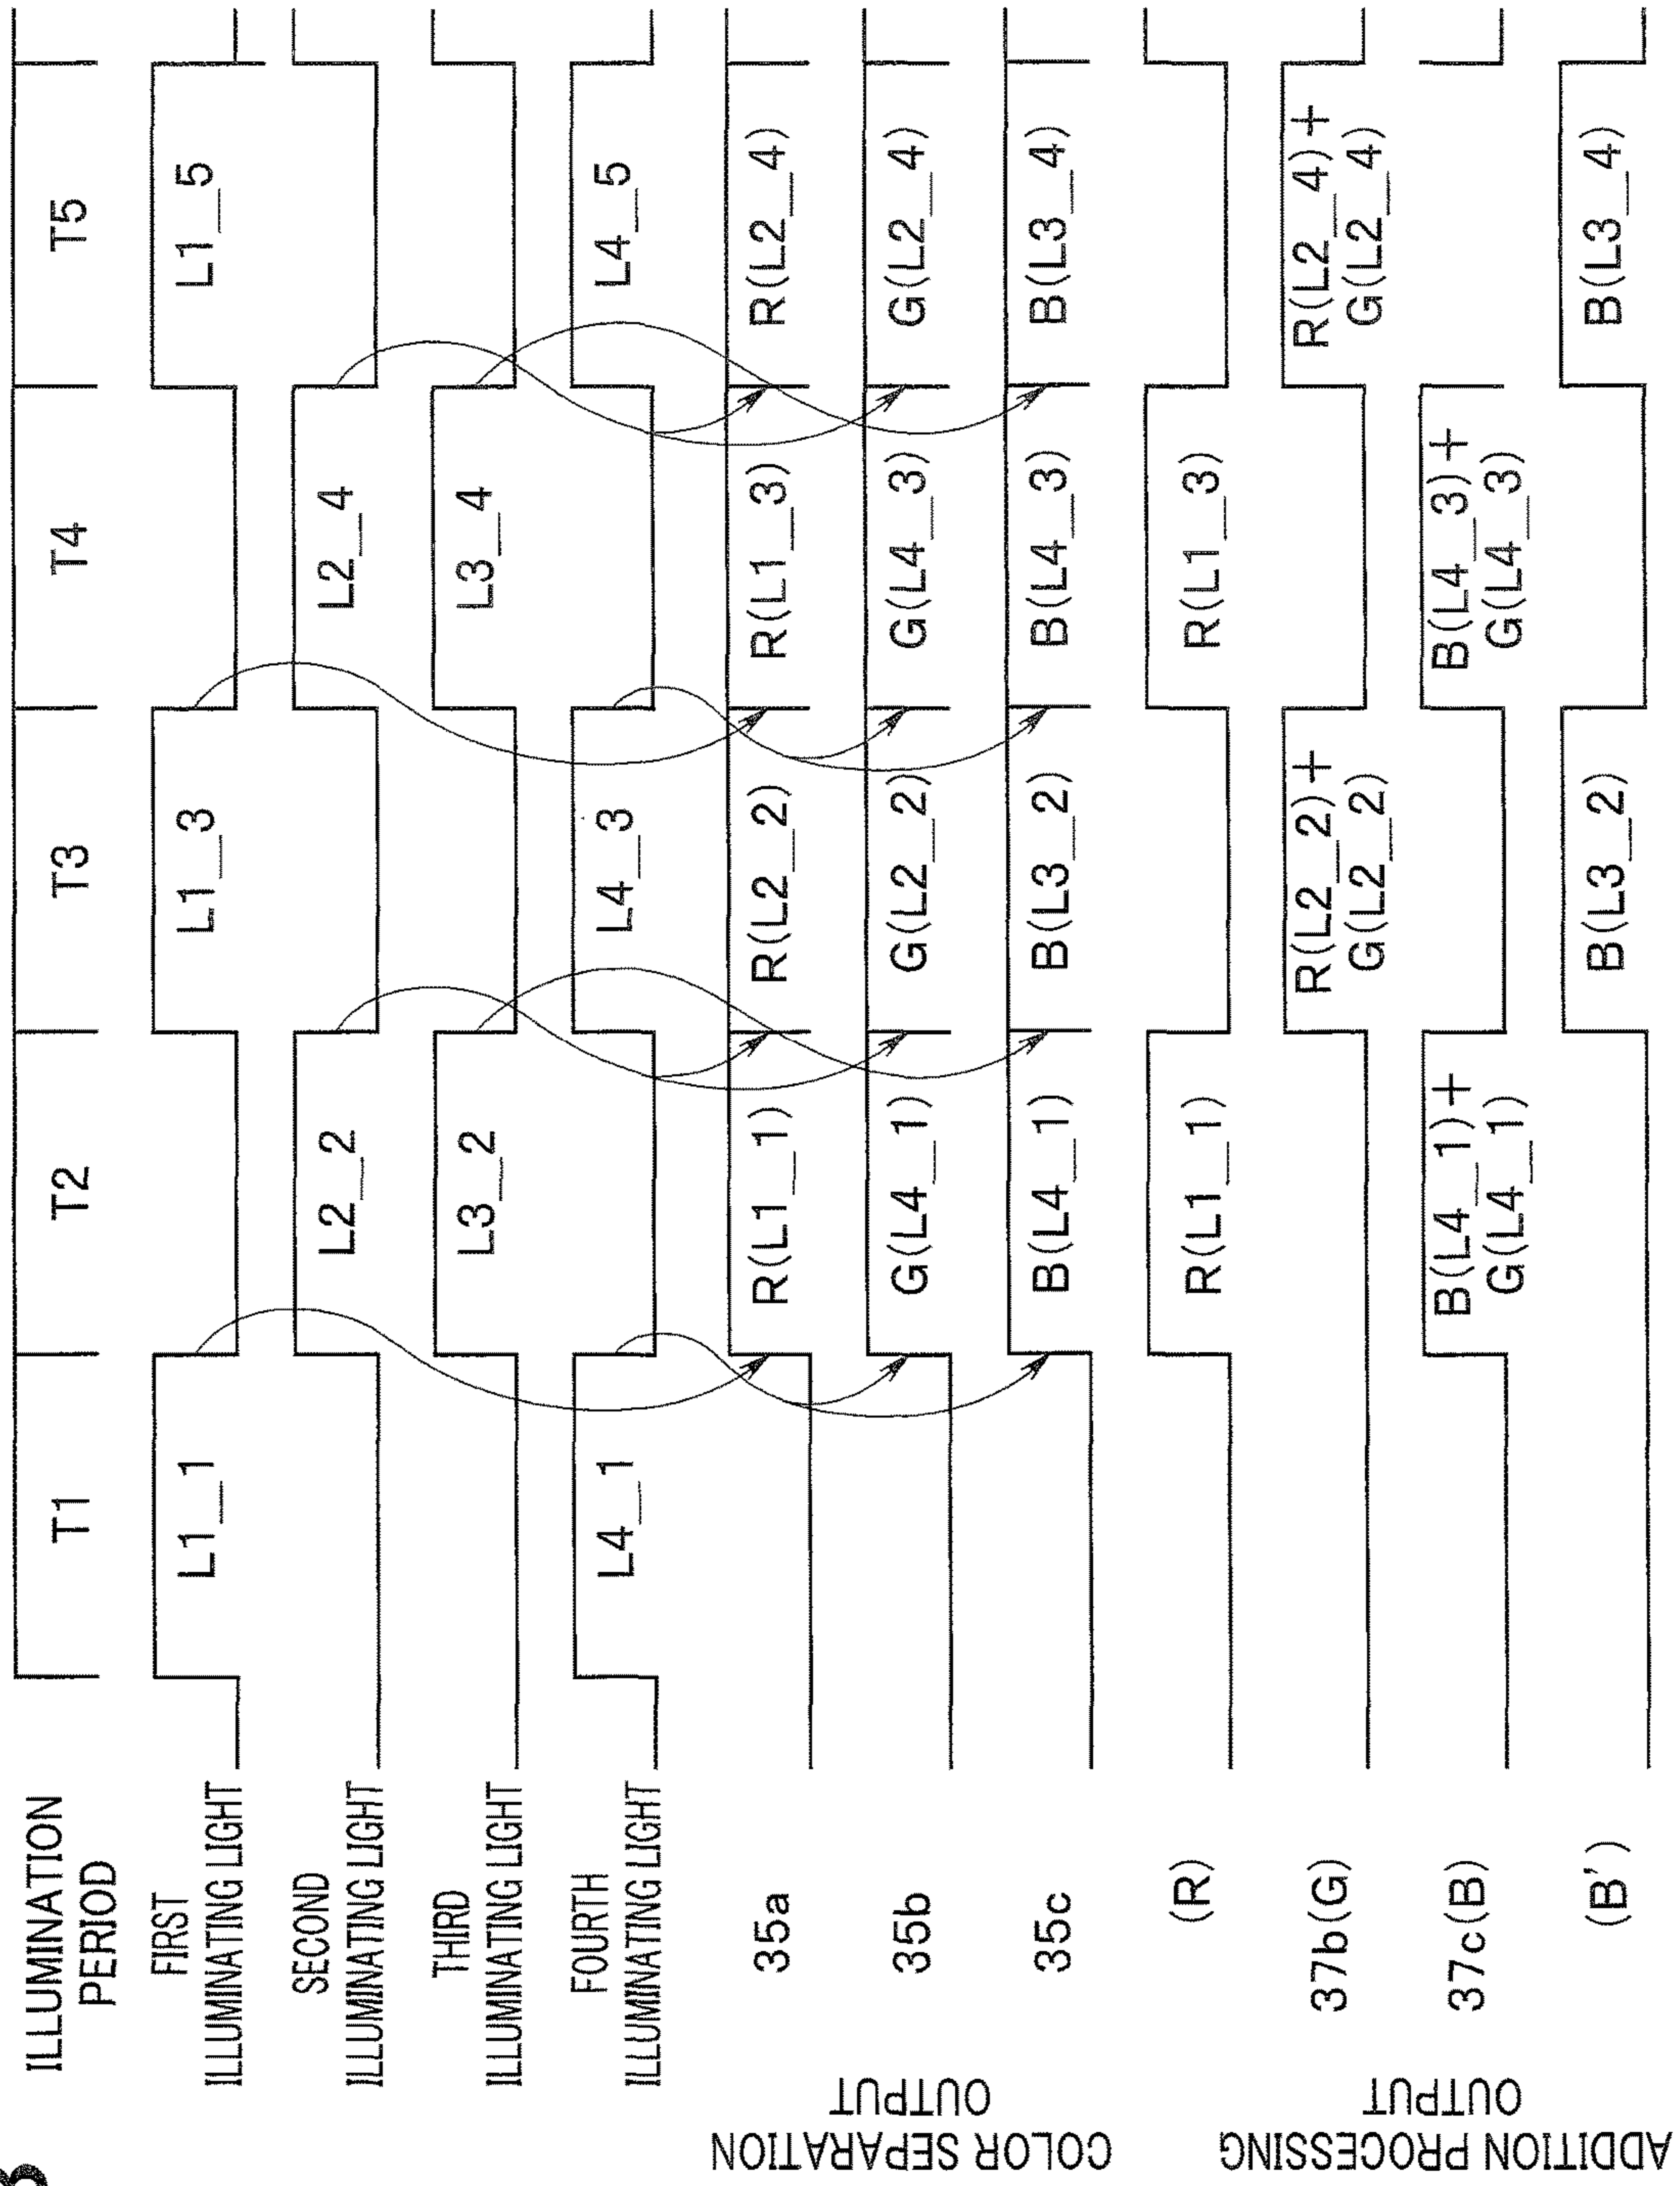 ILLUMINATION
PERIOD
T1
T2
T3
T4
T5
FIRST
ILLUMINATING LIGHT
L1_1
L1_3
L1_5
SECOND
ILLUMINATING LIGHT
L2_2
L2_4
THIRD
ILLUMINATING LIGHT
L3_2
L3_4
FOURTH
ILLUMINATING LIGHT
L4_1
L4_3
L4_5
COLOR SEPARATION
OUTPUT
35a
R(L1_1)
R(L2_2)
R(L1_3)
R(L2_4)
35b
G(L4_1)
G(L2_2)
G(L4_3)
G(L2_4)
35c
B(L4_1)
B(L3_2)
B(L4_3)
B(L3_4)
ADDITION PROCESSING
OUTPUT
(R)
R(L1_1)
R(L1_3)
37b(G)
R(L2_2)+
G(L2_2)
R(L2_4)+
G(L2_4)
37c(B)
B(L4_1)+
G(L4_1)
B(L4_3)+
G(L4_3)
(B')
B(L3_2)
B(L3_4)